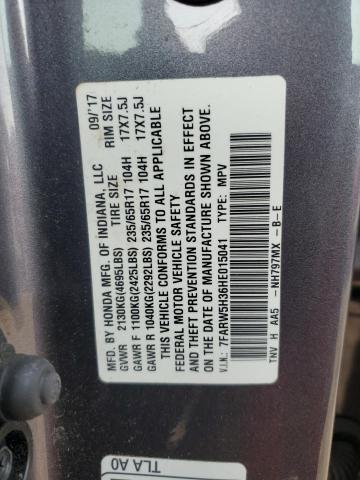 MFD. BY HONDA MFG. OF INDIANA, LLC 09/'17
TIRE SIZE RIM SIZE
GVWR 2130KG(4695LBS)
GAWR F 1100KG(2425LBS) 235/65R17 104H 17X7.5J
GAWR R 1040KG(2292LBS) 235/65R17 104H 17X7.5J
THIS VEHICLE CONFORMS TO ALL APPLICABLE
FEDERAL MOTOR VEHICLE SAFETY
AND THEFT PREVENTION STANDARDS IN EFFECT
ON THE DATE OF MANUFACTURE SHOWN ABOVE.
V.I.N.: 7FARW5H36HE015041 TYPE: MPV
TNV H AA5 -NH797MX -B-E
TLA A0